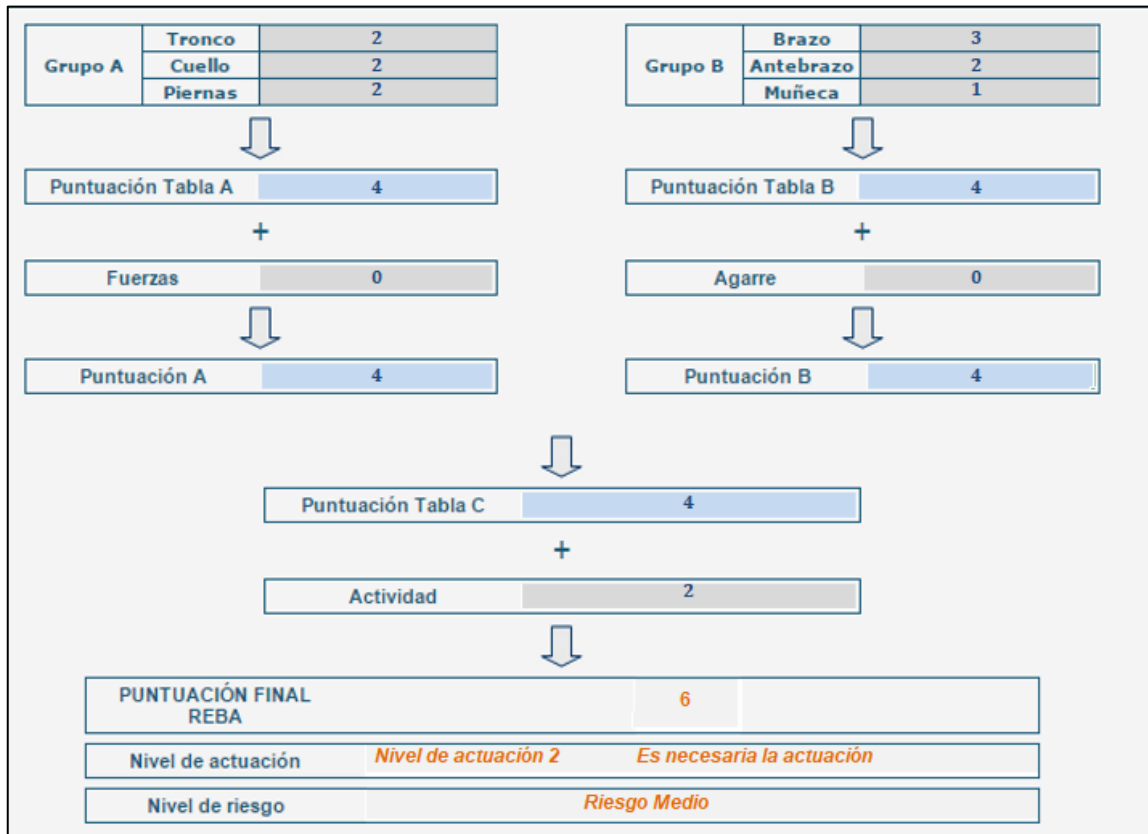 Grupo A
Tronco 2
Cuello 2
Piernas 2
Grupo B
Brazo 3
Antebrazo 2
Muñeca 1
Puntuación Tabla A 4
Puntuación Tabla B 4
+
+
Fuerzas 0
Agarre 0
Puntuación A 4
Puntuación B 4
Puntuación Tabla C 4
+
Actividad 2
PUNTUACIÓN FINAL
REBA
6
Nivel de actuación Nivel de actuación 2 Es necesaria la actuación
Nivel de riesgo Riesgo Medio